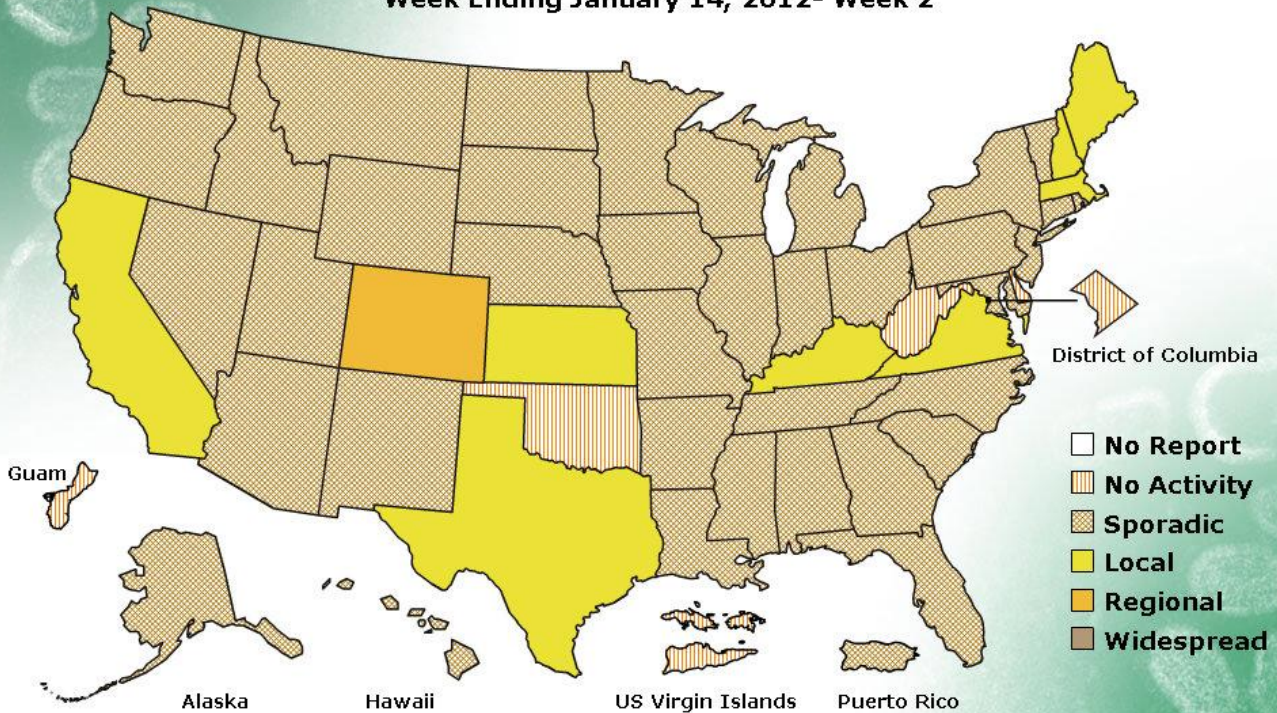 Week Ending January 14, 2012- Week 2
District of Columbia
No Report
No Activity
Sporadic
Local
Regional
Widespread
Guam
Alaska
Hawaii
US Virgin Islands
Puerto Rico